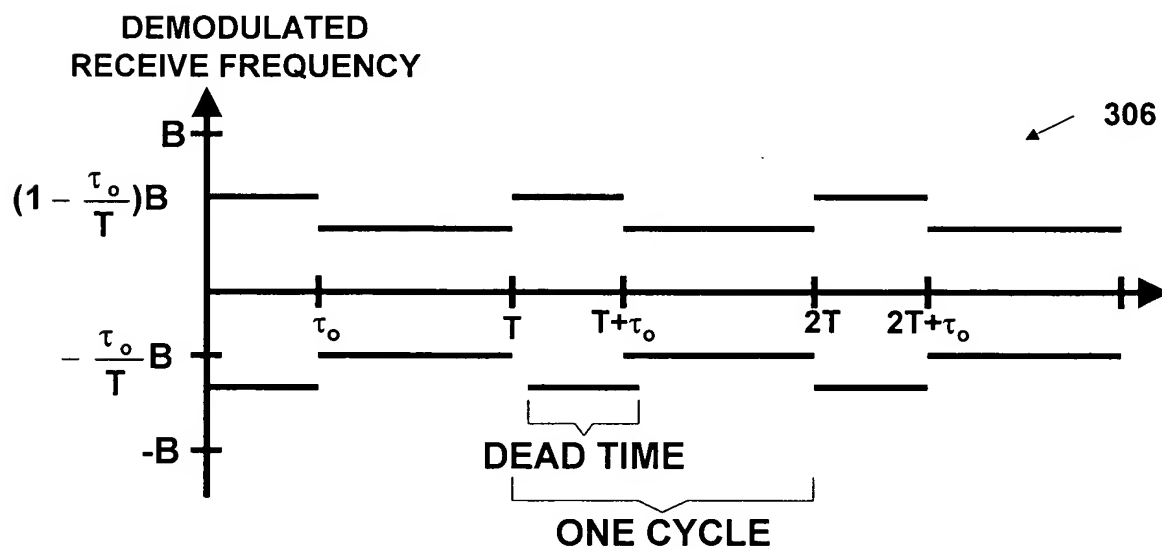 DEMODULATED
RECEIVE FREQUENCY
306
B
(1 − τo/T)B
τo T T+τo 2T 2T+τo
− τo/T B
-B
DEAD TIME
ONE CYCLE